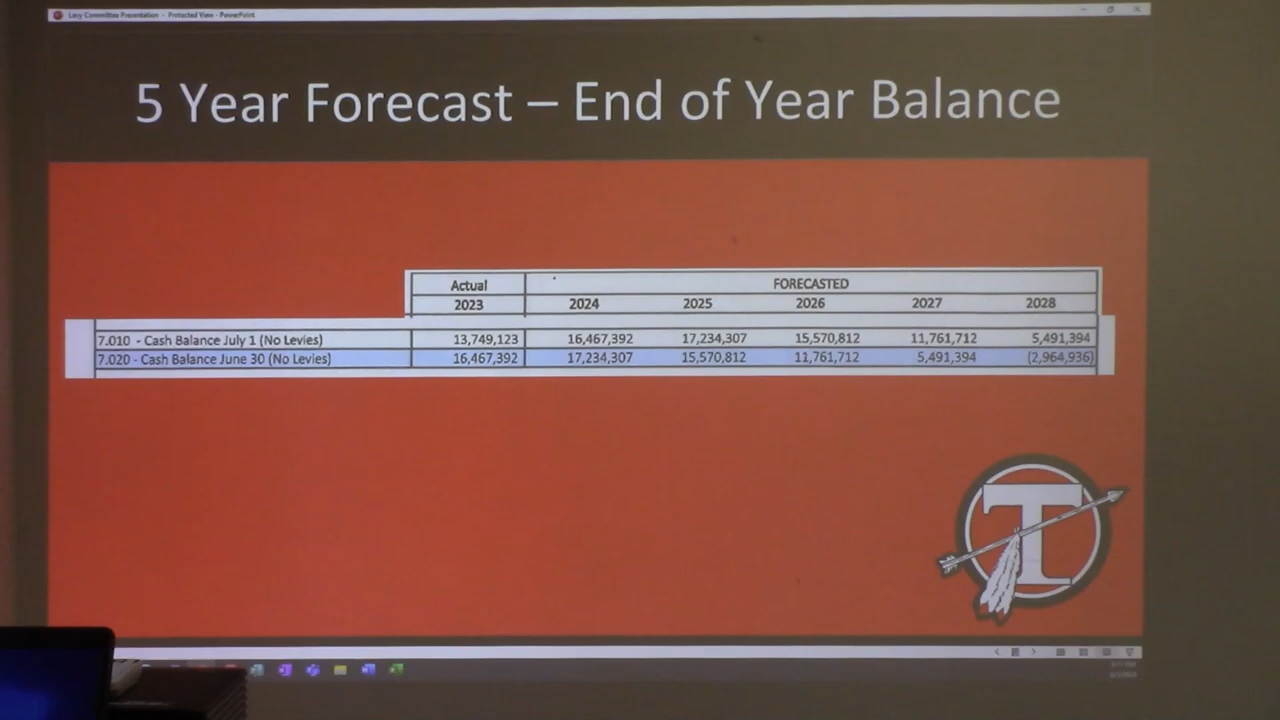 Levy Committee Presentation - Protected View - PowerPoint
5 Year Forecast – End of Year Balance
Actual FORECASTED
2023 2024 2025 2026 2027 2028
7.010 - Cash Balance July 1 (No Levies) 13,749,123 16,467,392 17,234,307 15,570,812 11,761,712 5,491,394
7.020 - Cash Balance June 30 (No Levies) 16,467,392 17,234,307 15,570,812 11,761,712 5,491,394 (2,964,936)
T